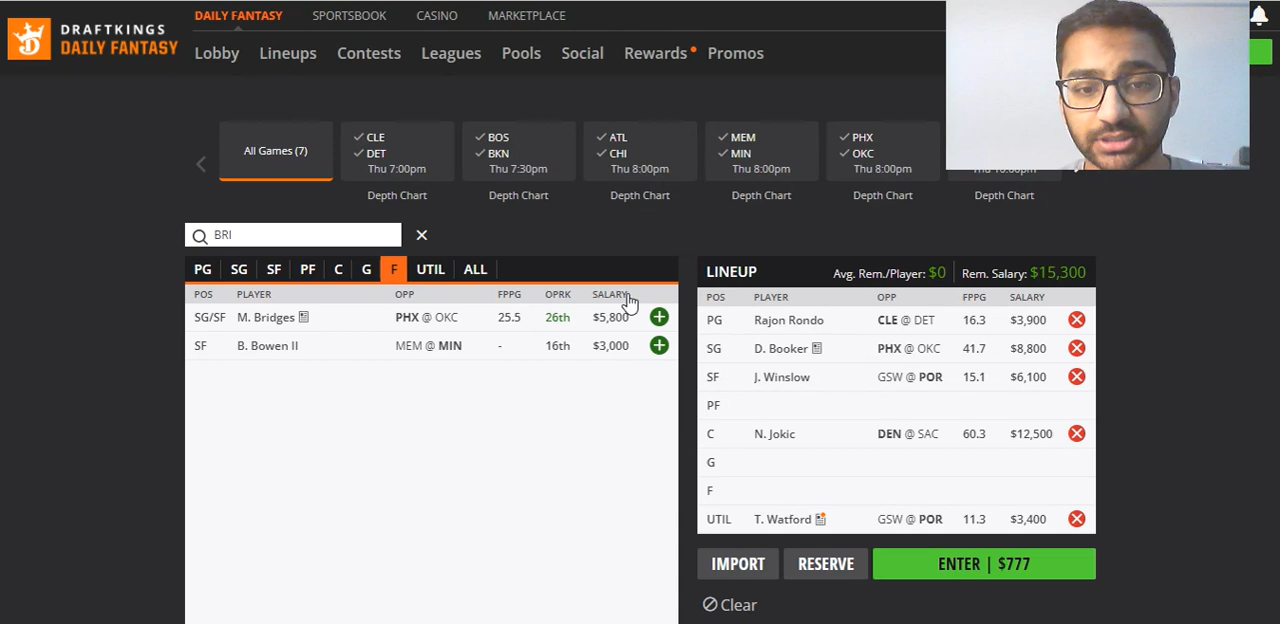 DRAFTKINGS
DAILY FANTASY
DAILY FANTASY SPORTSBOOK CASINO MARKETPLACE
Lobby Lineups Contests Leagues Pools Social Rewards Promos
All Games (7)
CLE
DET
Thu 7:00pm
BOS
BKN
Thu 7:30pm
ATL
CHI
Thu 8:00pm
MEM
MIN
Thu 8:00pm
PHX
OKC
Thu 8:00pm
Depth Chart Depth Chart Depth Chart Depth Chart Depth Chart Depth Chart
BRI
PG SG SF PF C G F UTIL ALL
POS PLAYER OPP FPPG OPRK SALARY
SG/SF M. Bridges PHX @ OKC 25.5 26th $5,800
SF B. Bowen II MEM @ MIN - 16th $3,000
LINEUP Avg. Rem./Player: $0 Rem. Salary: $15,300
POS PLAYER OPP FPPG SALARY
PG Rajon Rondo CLE @ DET 16.3 $3,900
SG D. Booker PHX @ OKC 41.7 $8,800
SF J. Winslow GSW @ POR 15.1 $6,100
PF
C N. Jokic DEN @ SAC 60.3 $12,500
G
F
UTIL T. Watford GSW @ POR 11.3 $3,400
IMPORT RESERVE ENTER | $777
Clear